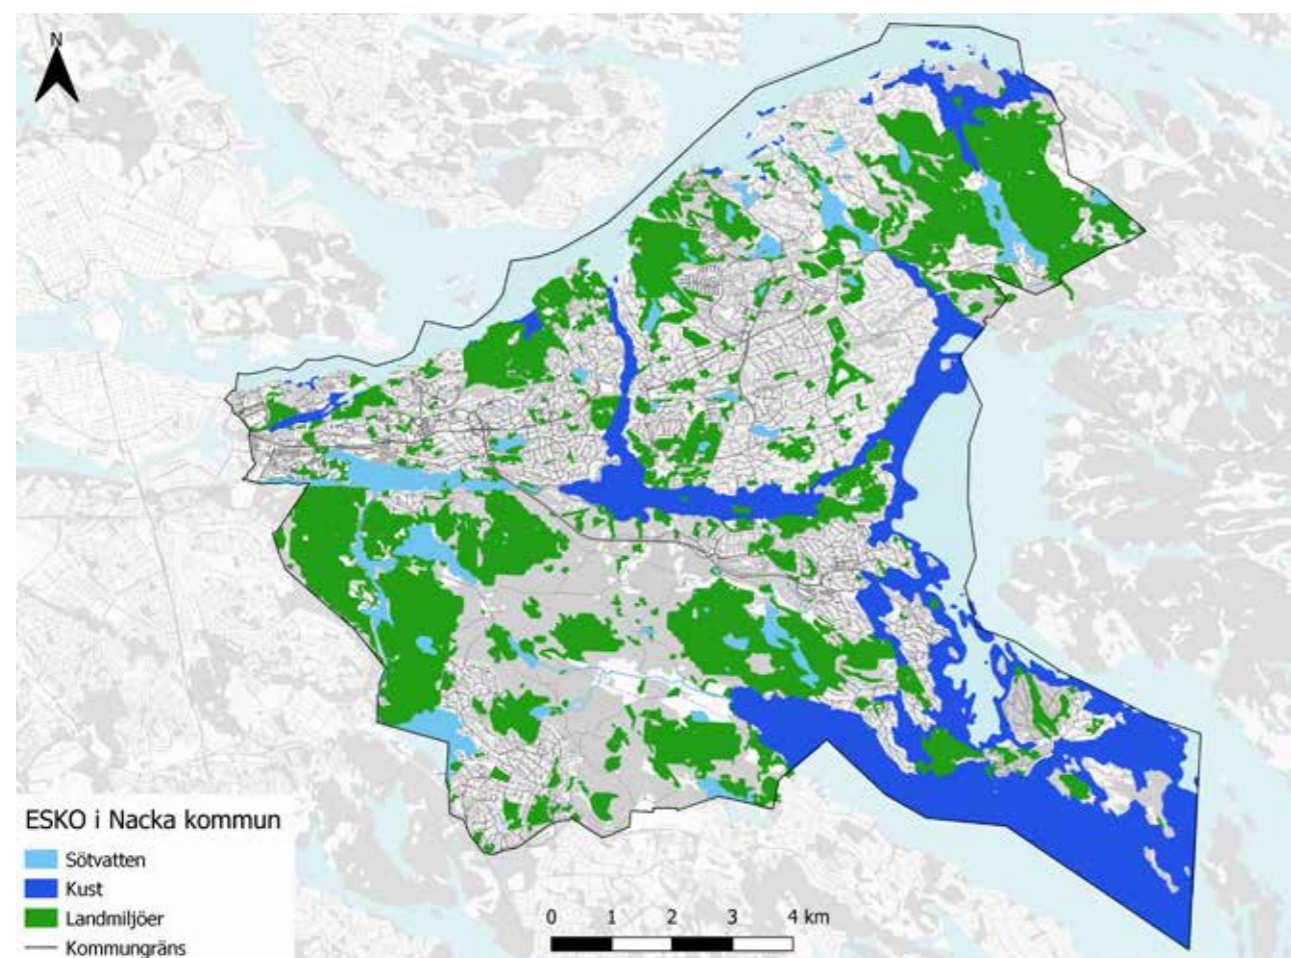 N
ESKO i Nacka kommun
Sötvatten
Kust
Landmiljöer
Kommungräns
0 1 2 3 4 km